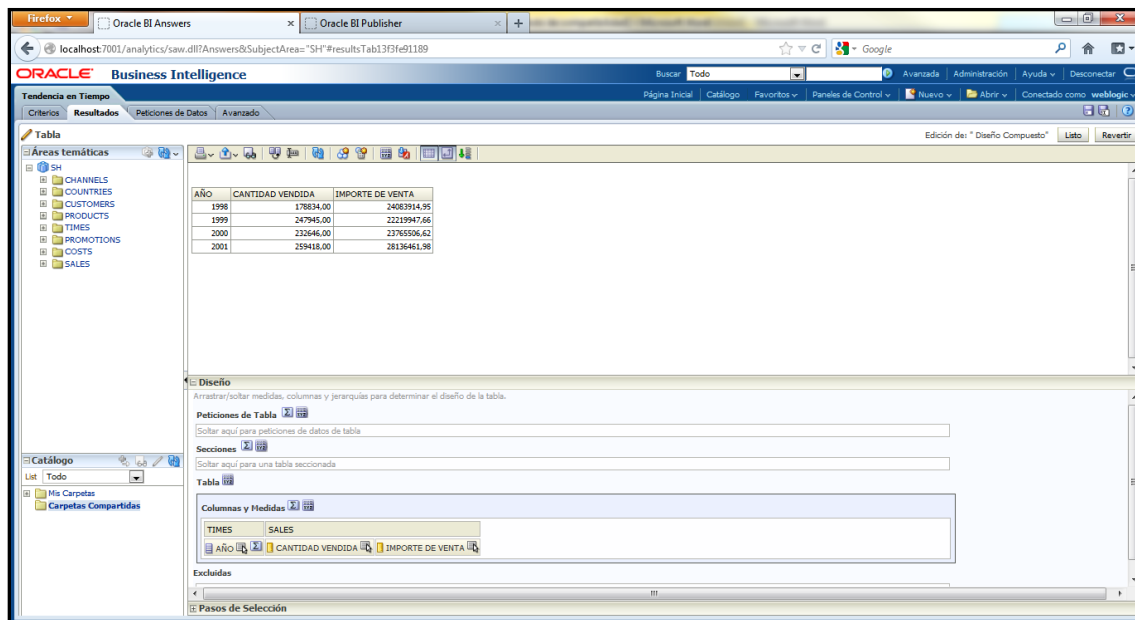 Firefox
Oracle BI Answers × Oracle BI Publisher × +
localhost:7001/analytics/saw.dll?Answers&SubjectArea="SH"#resultsTab13f3fe91189 Google
ORACLE Business Intelligence Buscar Todo Avanzada Administración Ayuda Desconectar
Tendencia en Tiempo Página Inicial Catálogo Favoritos Paneles de Control Nuevo Abrir Conectado como weblogic
Criterios Resultados Peticiones de Datos Avanzado
Tabla Edición de: " Diseño Compuesto" Listo Revertir
Áreas temáticas
SH
CHANNELS
COUNTRIES
CUSTOMERS
PRODUCTS
TIMES
PROMOTIONS
COSTS
SALES
AÑO CANTIDAD VENDIDA IMPORTE DE VENTA
1998 178834,00 24083914,95
1999 247945,00 22219947,66
2000 232646,00 23765506,62
2001 259418,00 28136461,98
Diseño
Arrastrar/soltar medidas, columnas y jerarquías para determinar el diseño de la tabla.
Peticiones de Tabla
Soltar aquí para peticiones de datos de tabla
Secciones
Soltar aquí para una tabla seccionada
Tabla
Columnas y Medidas
TIMES SALES
AÑO CANTIDAD VENDIDA IMPORTE DE VENTA
Excluidas
Pasos de Selección
Catálogo
List Todo
Mis Carpetas
Carpetas Compartidas